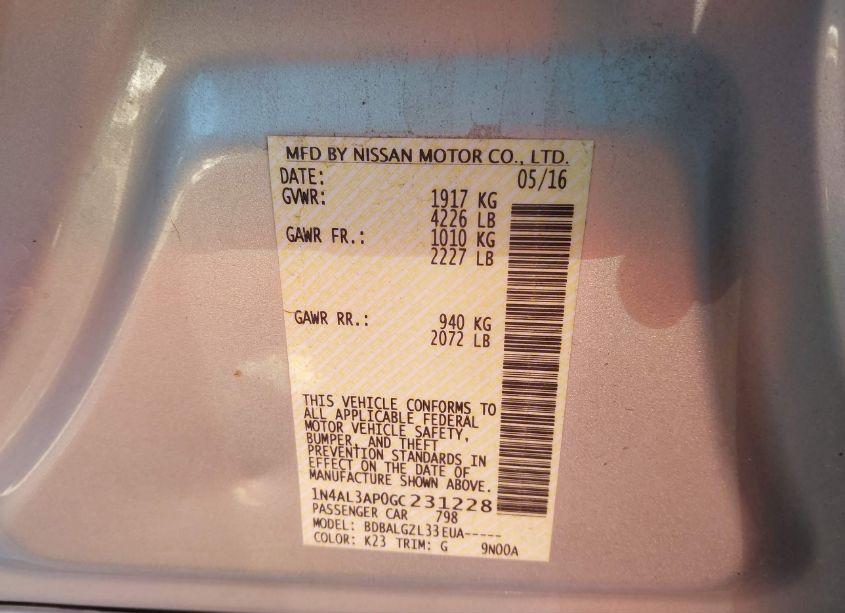 MFD BY NISSAN MOTOR CO., LTD.
DATE: 05/16
GVWR: 1917 KG
4226 LB
GAWR FR.: 1010 KG
2227 LB
GAWR RR.: 940 KG
2072 LB
THIS VEHICLE CONFORMS TO
ALL APPLICABLE FEDERAL
MOTOR VEHICLE SAFETY,
BUMPER, AND THEFT
PREVENTION STANDARDS IN
EFFECT ON THE DATE OF
MANUFACTURE SHOWN ABOVE.
1N4AL3AP0GC231228
PASSENGER CAR 798
MODEL: BDBALGZL33EUA-----
COLOR: K23 TRIM: G 9N00A